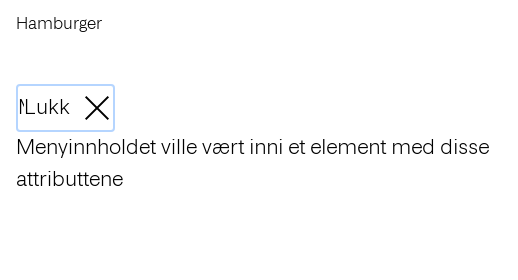 Hamburger
Lukk
Menyinnholdet ville vært inni et element med disse
attributtene